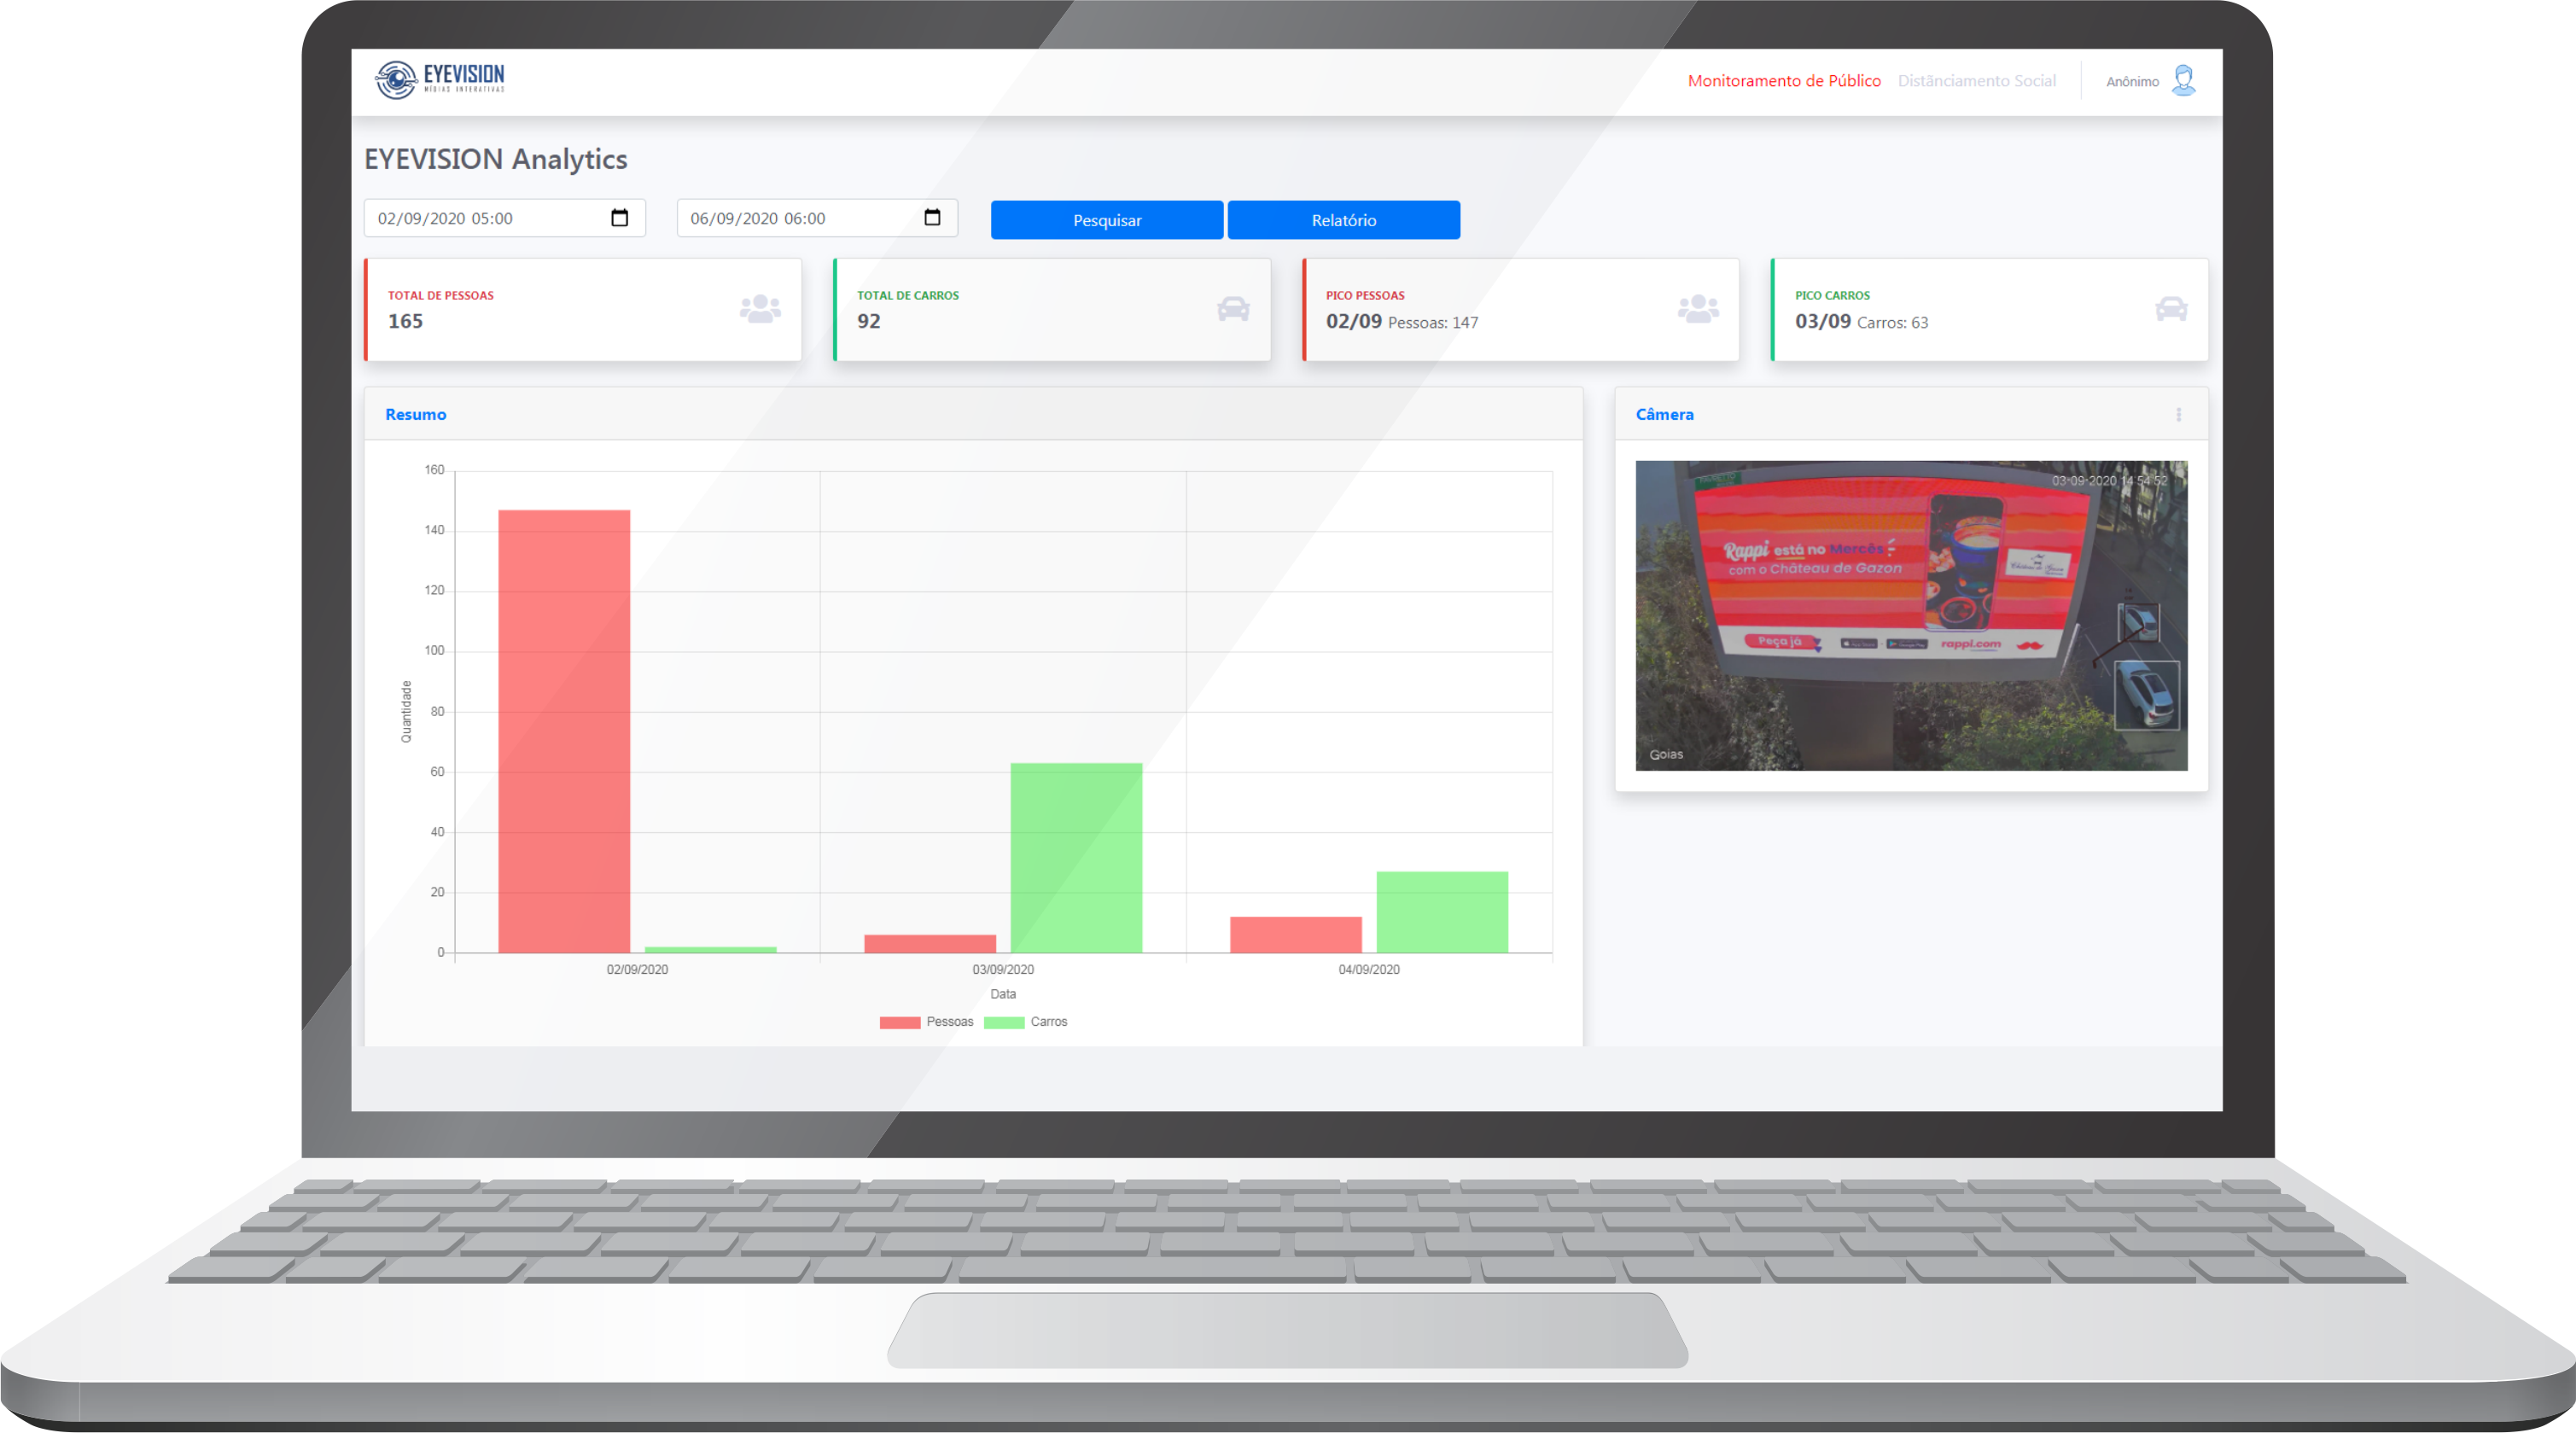 EYEVISION
MÍDIAS INTERATIVAS
Monitoramento de Público
Distânciamento Social
Anônimo
EYEVISION Analytics
02/09/2020 05:00
06/09/2020 06:00
Pesquisar
Relatório
TOTAL DE PESSOAS
165
TOTAL DE CARROS
92
PICO PESSOAS
02/09 Pessoas: 147
PICO CARROS
03/09 Carros: 63
Resumo
160
140
120
100
80
60
40
20
0
Quantidade
02/09/2020
03/09/2020
04/09/2020
Data
Pessoas
Carros
Câmera
03-09-2020 14:54:52
Rappi está no Mercês
com o Château de Gazon
Peça já
rappi.com
Goias